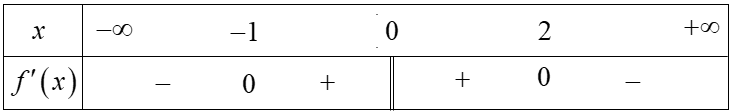 x −∞ −1 0 2 +∞
f′(x) − 0 + || + 0 −